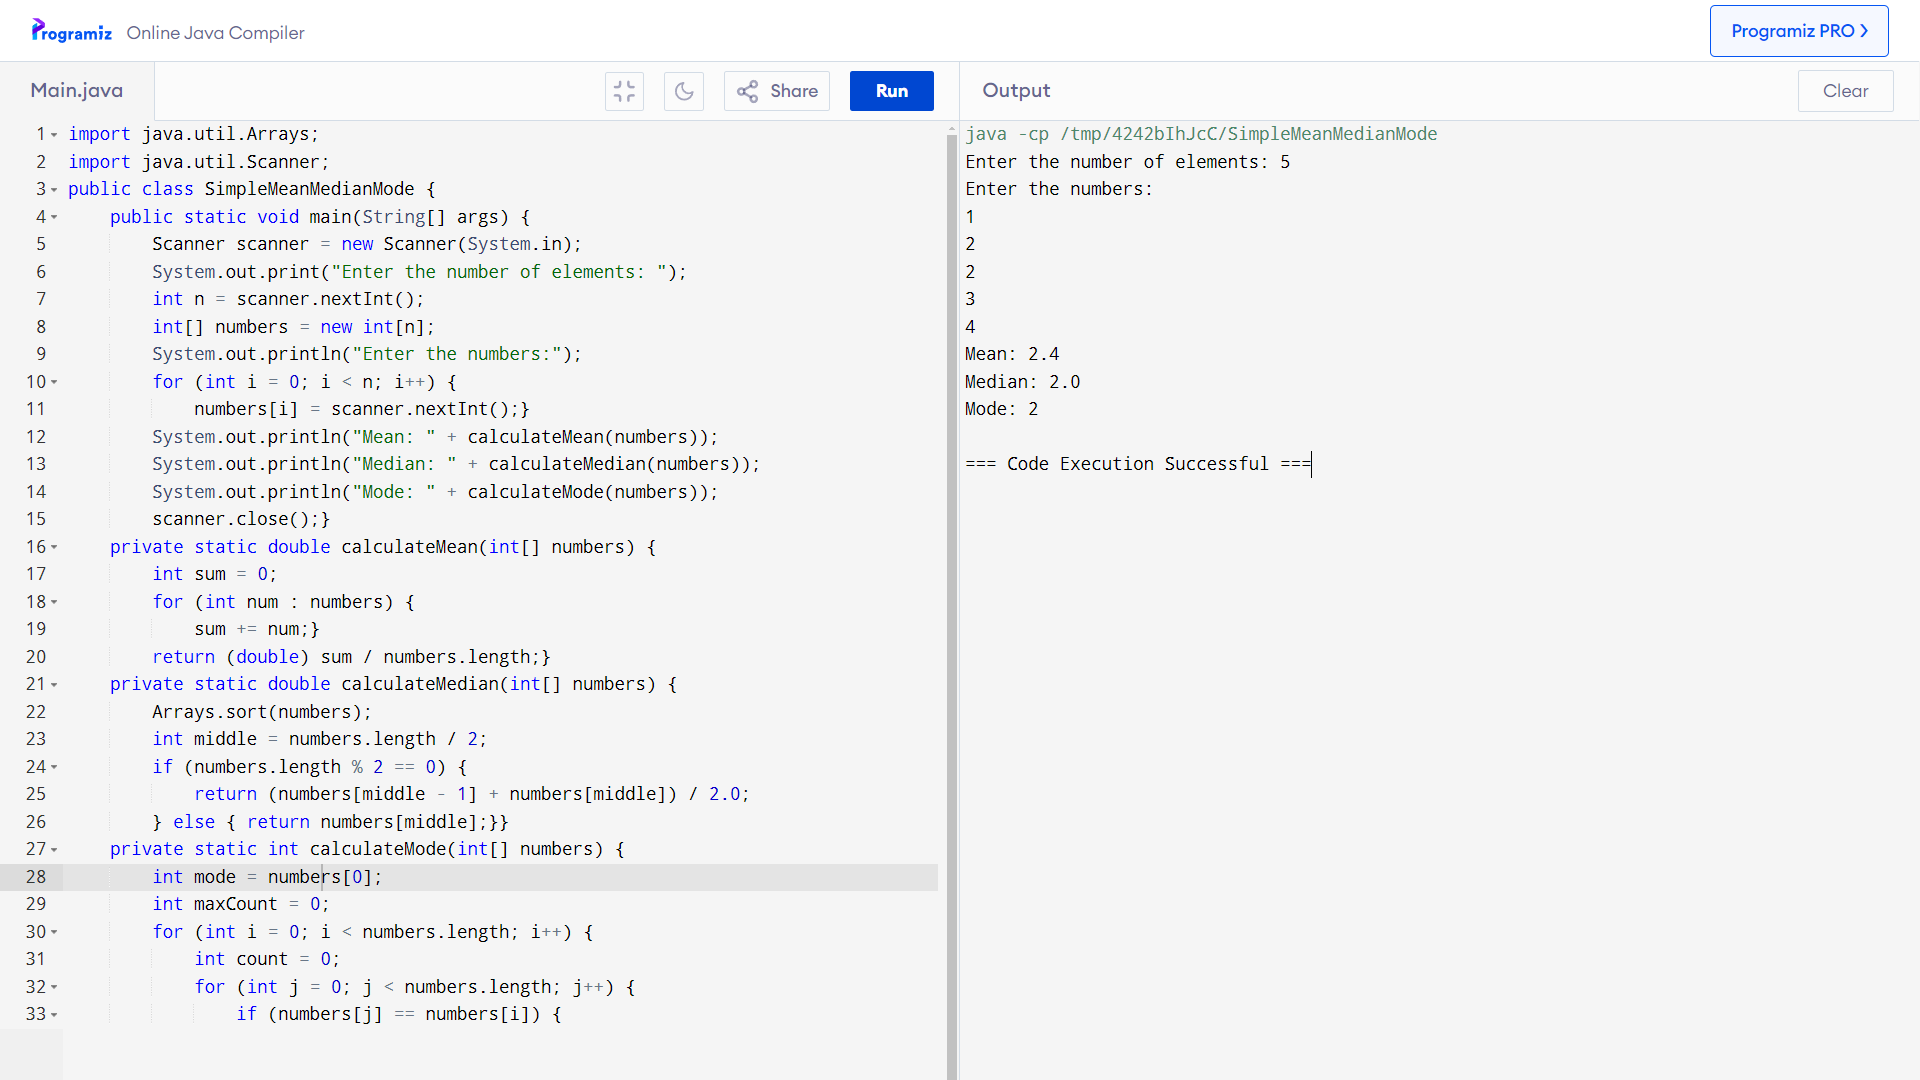 Programiz Online Java Compiler
Programiz PRO
Main.java
Share
Run
Output
Clear
1 import java.util.Arrays;
2 import java.util.Scanner;
3 public class SimpleMeanMedianMode {
4 public static void main(String[] args) {
5 Scanner scanner = new Scanner(System.in);
6 System.out.print("Enter the number of elements: ");
7 int n = scanner.nextInt();
8 int[] numbers = new int[n];
9 System.out.println("Enter the numbers:");
10 for (int i = 0; i < n; i++) {
11 numbers[i] = scanner.nextInt();}
12 System.out.println("Mean: " + calculateMean(numbers));
13 System.out.println("Median: " + calculateMedian(numbers));
14 System.out.println("Mode: " + calculateMode(numbers));
15 scanner.close();}
16 private static double calculateMean(int[] numbers) {
17 int sum = 0;
18 for (int num : numbers) {
19 sum += num;}
20 return (double) sum / numbers.length;}
21 private static double calculateMedian(int[] numbers) {
22 Arrays.sort(numbers);
23 int middle = numbers.length / 2;
24 if (numbers.length % 2 == 0) {
25 return (numbers[middle - 1] + numbers[middle]) / 2.0;
26 } else { return numbers[middle];}}
27 private static int calculateMode(int[] numbers) {
28 int mode = numbers[0];
29 int maxCount = 0;
30 for (int i = 0; i < numbers.length; i++) {
31 int count = 0;
32 for (int j = 0; j < numbers.length; j++) {
33 if (numbers[j] == numbers[i]) {
java -cp /tmp/4242bIhJcC/SimpleMeanMedianMode
Enter the number of elements: 5
Enter the numbers:
1
2
2
3
4
Mean: 2.4
Median: 2.0
Mode: 2
=== Code Execution Successful ===